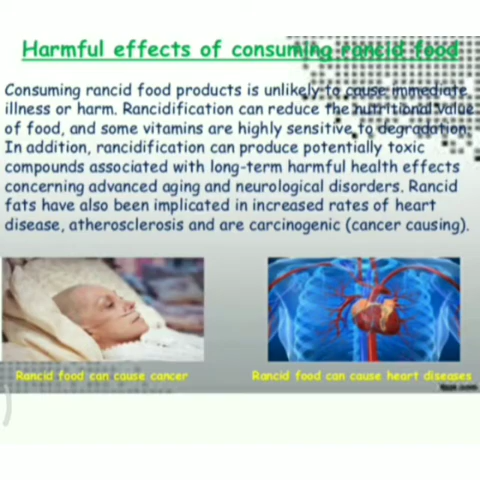 Harmful effects of consuming rancid food
Consuming rancid food products is unlikely to cause immediate
illness or harm. Rancidification can reduce the nutritional value
of food, and some vitamins are highly sensitive to degradation.
In addition, rancidification can produce potentially toxic
compounds associated with long-term harmful health effects
concerning advanced aging and neurological disorders. Rancid
fats have also been implicated in increased rates of heart
disease, atherosclerosis and are carcinogenic (cancer causing).
Rancid food can cause cancer
Rancid food can cause heart diseases